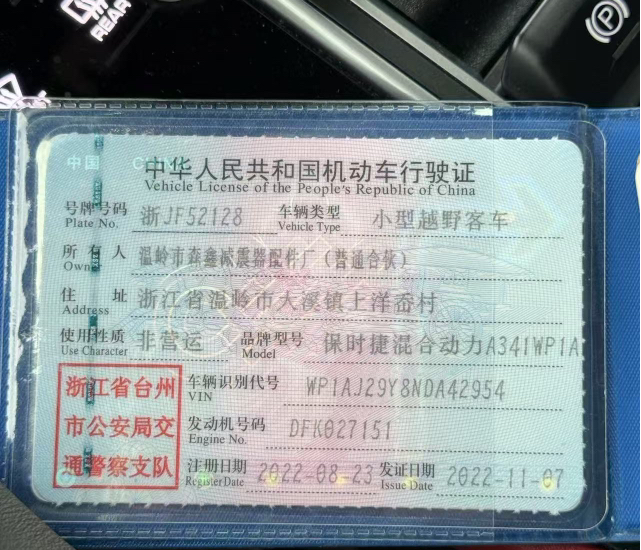 REAR
中国 CHINA
中华人民共和国机动车行驶证
Vehicle License of the People's Republic of China
号牌号码 浙JF52128 车辆类型 小型越野客车
Plate No. Vehicle Type
所有人 温岭市森鑫减震器配件厂（普通合伙）
Owner
住址 浙江省温岭市大溪镇上洋岙村
Address
使用性质 非营运 品牌型号 保时捷混合动力A341WP1A
Use Character Model
浙江省台州
市公安局交
通警察支队
车辆识别代号 WP1AJ29Y8NDA42954
VIN
发动机号码 DFK027151
Engine No.
注册日期 2022-08-23 发证日期 2022-11-07
Register Date Issue Date